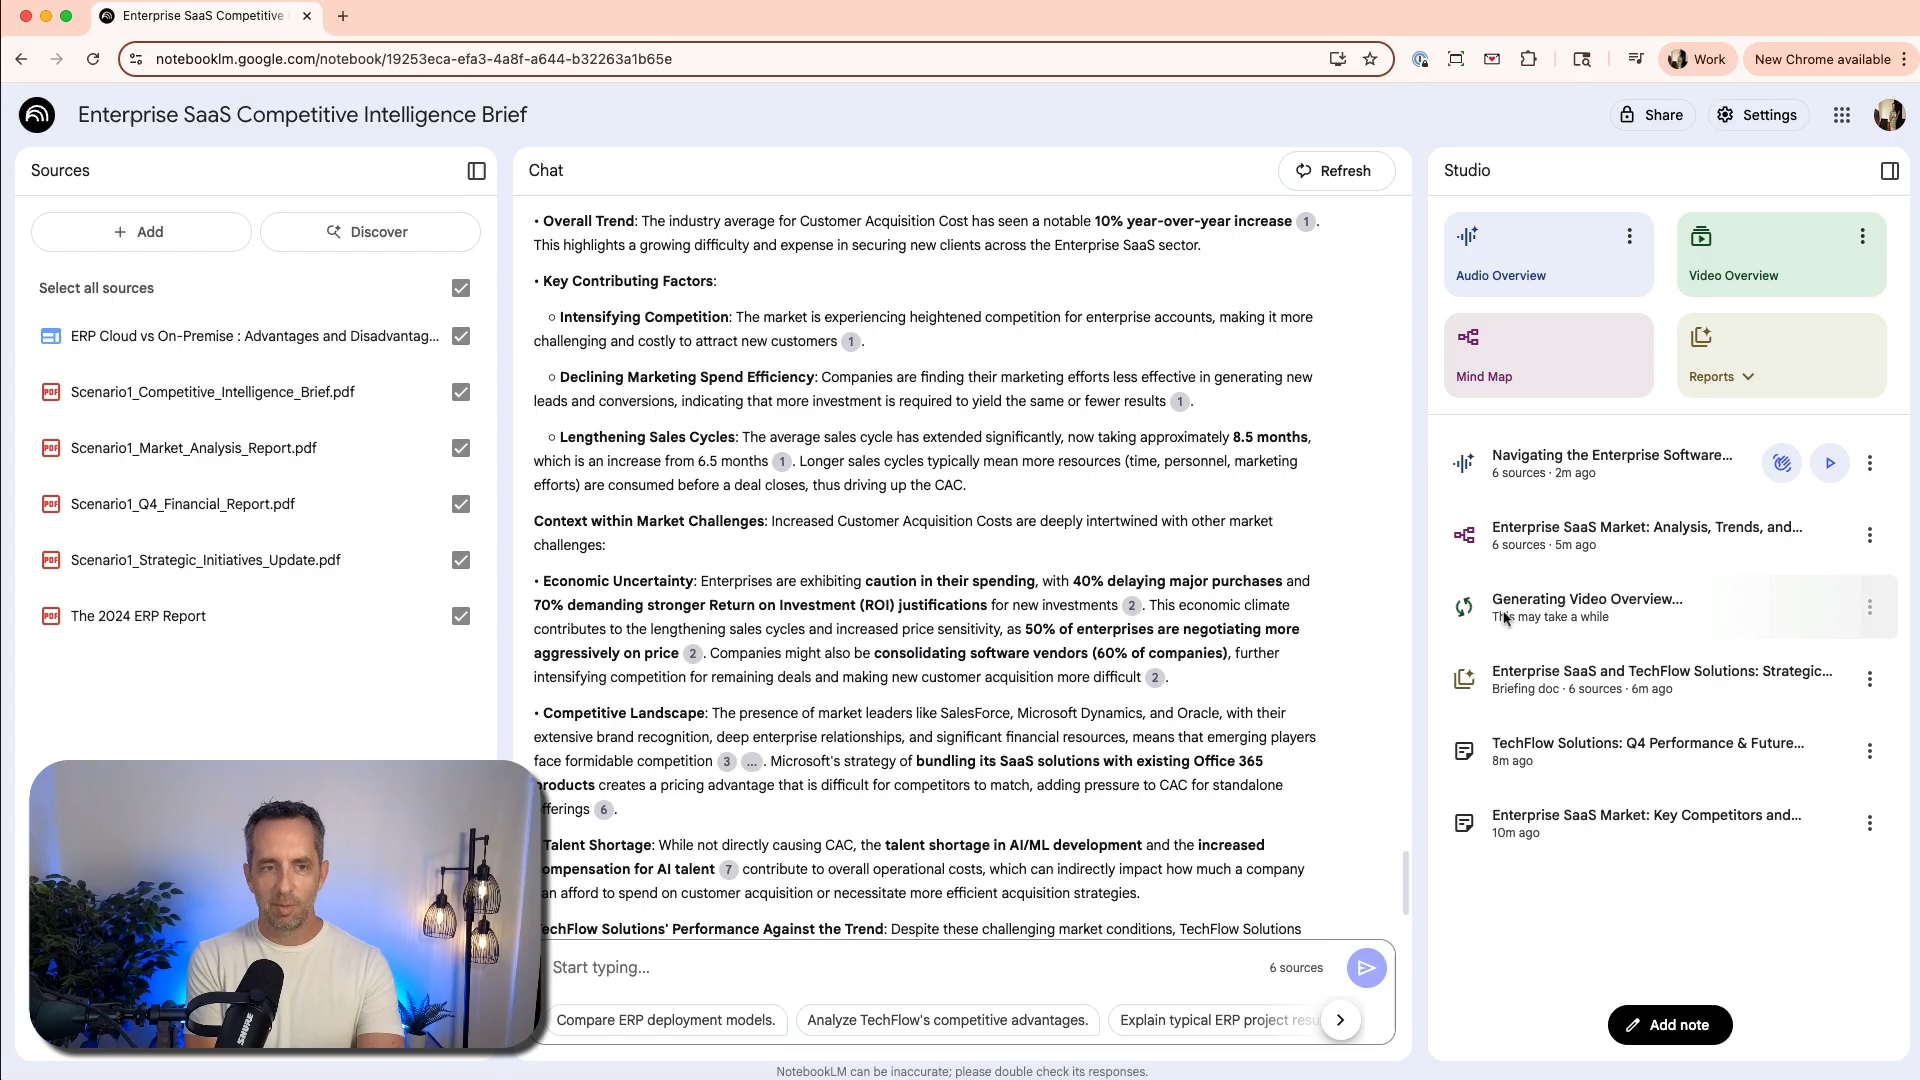 Enterprise SaaS Competitive
notebooklm.google.com/notebook/19253eca-efa3-4a8f-a644-b32263a1b65e
Work
New Chrome available
Enterprise SaaS Competitive Intelligence Brief
Share
Settings
Sources
Add
Discover
Select all sources
ERP Cloud vs On-Premise : Advantages and Disadvantag...
PDF Scenario1_Competitive_Intelligence_Brief.pdf
PDF Scenario1_Market_Analysis_Report.pdf
PDF Scenario1_Q4_Financial_Report.pdf
PDF Scenario1_Strategic_Initiatives_Update.pdf
PDF The 2024 ERP Report
Chat
Refresh
• Overall Trend: The industry average for Customer Acquisition Cost has seen a notable 10% year-over-year increase 1.
This highlights a growing difficulty and expense in securing new clients across the Enterprise SaaS sector.
• Key Contributing Factors:
○ Intensifying Competition: The market is experiencing heightened competition for enterprise accounts, making it more
challenging and costly to attract new customers 1.
○ Declining Marketing Spend Efficiency: Companies are finding their marketing efforts less effective in generating new
leads and conversions, indicating that more investment is required to yield the same or fewer results 1.
○ Lengthening Sales Cycles: The average sales cycle has extended significantly, now taking approximately 8.5 months,
which is an increase from 6.5 months 1. Longer sales cycles typically mean more resources (time, personnel, marketing
efforts) are consumed before a deal closes, thus driving up the CAC.
Context within Market Challenges: Increased Customer Acquisition Costs are deeply intertwined with other market
challenges:
• Economic Uncertainty: Enterprises are exhibiting caution in their spending, with 40% delaying major purchases and
70% demanding stronger Return on Investment (ROI) justifications for new investments 2. This economic climate
contributes to the lengthening sales cycles and increased price sensitivity, as 50% of enterprises are negotiating more
aggressively on price 2. Companies might also be consolidating software vendors (60% of companies), further
intensifying competition for remaining deals and making new customer acquisition more difficult 2.
• Competitive Landscape: The presence of market leaders like SalesForce, Microsoft Dynamics, and Oracle, with their
extensive brand recognition, deep enterprise relationships, and significant financial resources, means that emerging players
face formidable competition 3 .... Microsoft's strategy of bundling its SaaS solutions with existing Office 365
products creates a pricing advantage that is difficult for competitors to match, adding pressure to CAC for standalone
offerings 6.
Talent Shortage: While not directly causing CAC, the talent shortage in AI/ML development and the increased
compensation for AI talent 7 contribute to overall operational costs, which can indirectly impact how much a company
can afford to spend on customer acquisition or necessitate more efficient acquisition strategies.
TechFlow Solutions' Performance Against the Trend: Despite these challenging market conditions, TechFlow Solutions
Start typing...
6 sources
Compare ERP deployment models.
Analyze TechFlow's competitive advantages.
Explain typical ERP project resu
NotebookLM can be inaccurate; please double check its responses.
Studio
Audio Overview
Video Overview
Mind Map
Reports
Navigating the Enterprise Software...
6 sources · 2m ago
Enterprise SaaS Market: Analysis, Trends, and...
6 sources · 5m ago
Generating Video Overview...
This may take a while
Enterprise SaaS and TechFlow Solutions: Strategic...
Briefing doc · 6 sources · 6m ago
TechFlow Solutions: Q4 Performance & Future...
8m ago
Enterprise SaaS Market: Key Competitors and...
10m ago
Add note
SHURE